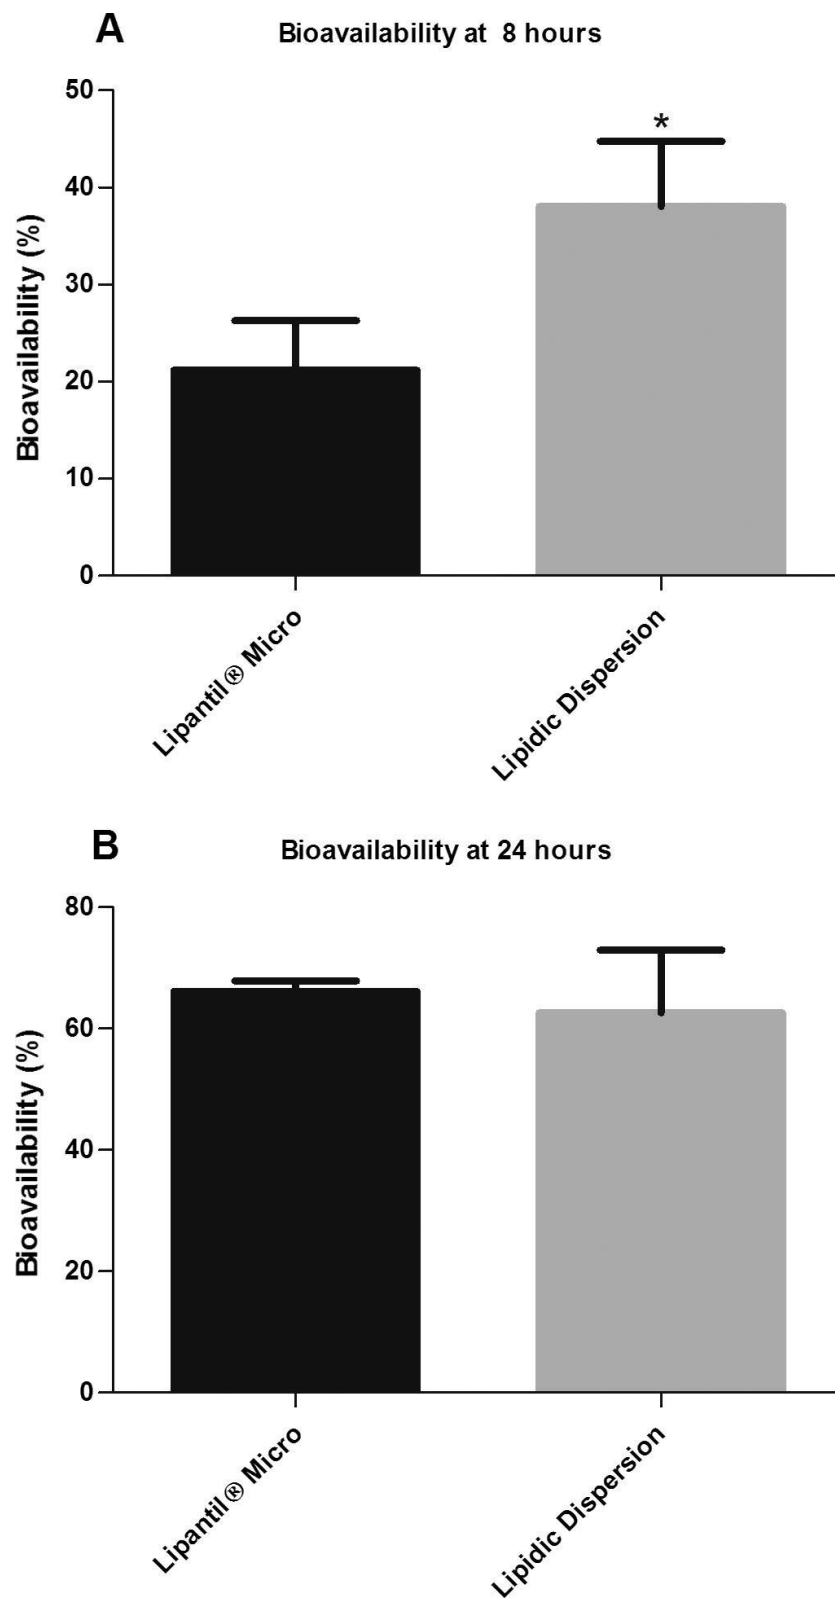 A
Bioavailability at 8 hours
Bioavailability (%)
50
40
30
20
10
0
*
Lipantil® Micro
Lipidic Dispersion
B
Bioavailability at 24 hours
Bioavailability (%)
80
60
40
20
0
Lipantil® Micro
Lipidic Dispersion